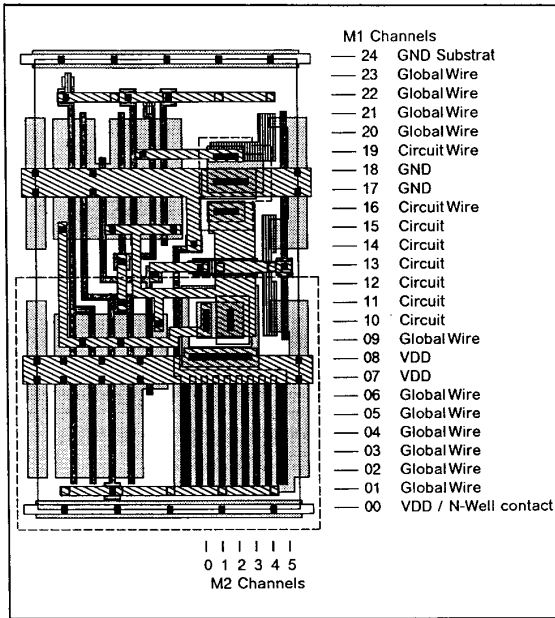 M1 Channels
24 GND Substrat
23 Global Wire
22 Global Wire
21 Global Wire
20 Global Wire
19 Circuit Wire
18 GND
17 GND
16 Circuit Wire
15 Circuit
14 Circuit
13 Circuit
12 Circuit
11 Circuit
10 Circuit
09 Global Wire
08 VDD
07 VDD
06 Global Wire
05 Global Wire
04 Global Wire
03 Global Wire
02 Global Wire
01 Global Wire
00 VDD / N-Well contact
0 1 2 3 4 5
M2 Channels